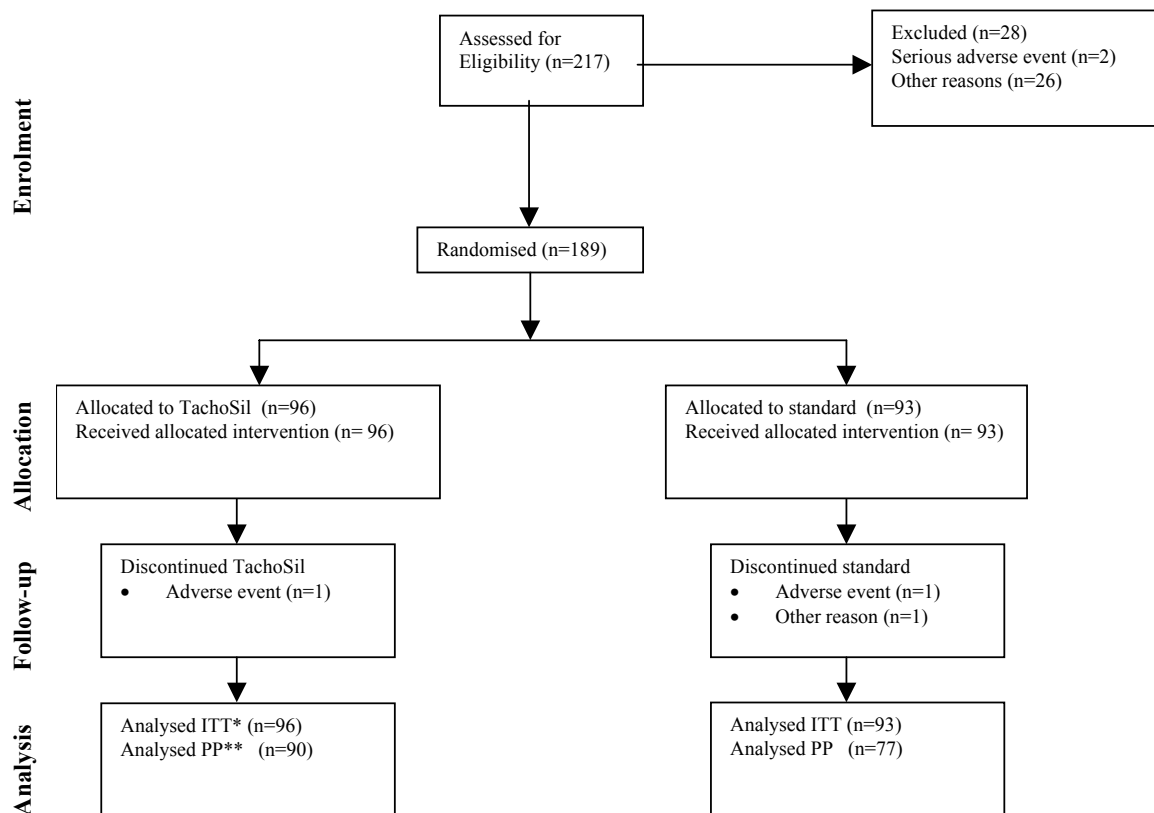 Enrolment
Assessed for
Eligibility (n=217)
Excluded (n=28)
Serious adverse event (n=2)
Other reasons (n=26)
Randomised (n=189)
Allocation
Allocated to TachoSil (n=96)
Received allocated intervention (n= 96)
Allocated to standard (n=93)
Received allocated intervention (n= 93)
Follow-up
Discontinued TachoSil
• Adverse event (n=1)
Discontinued standard
• Adverse event (n=1)
• Other reason (n=1)
Analysis
Analysed ITT* (n=96)
Analysed PP** (n=90)
Analysed ITT (n=93)
Analysed PP (n=77)